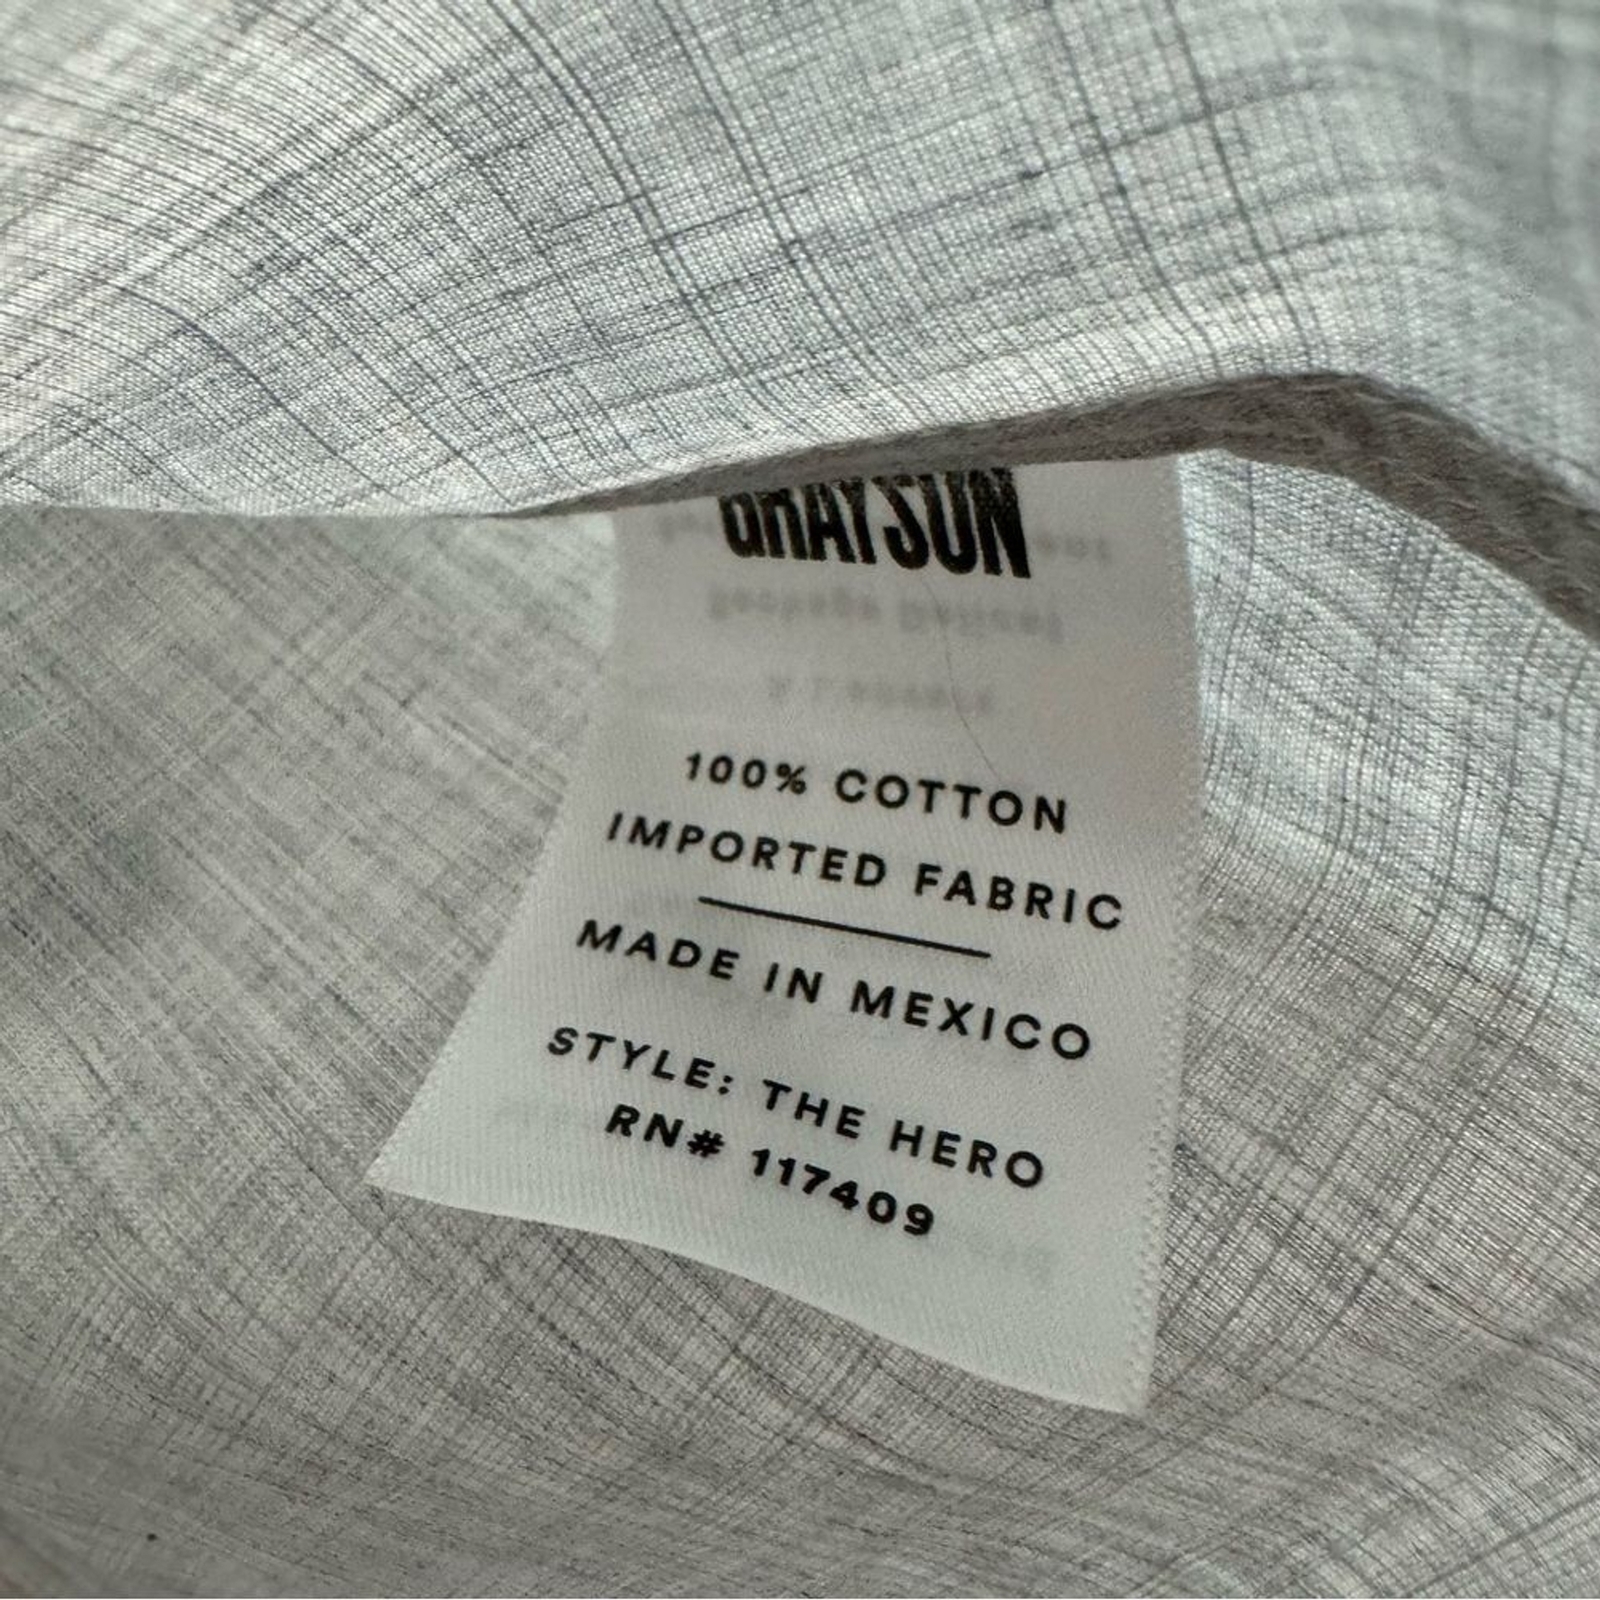 GRAYSON
100% COTTON
IMPORTED FABRIC
MADE IN MEXICO
STYLE: THE HERO
RN# 117409